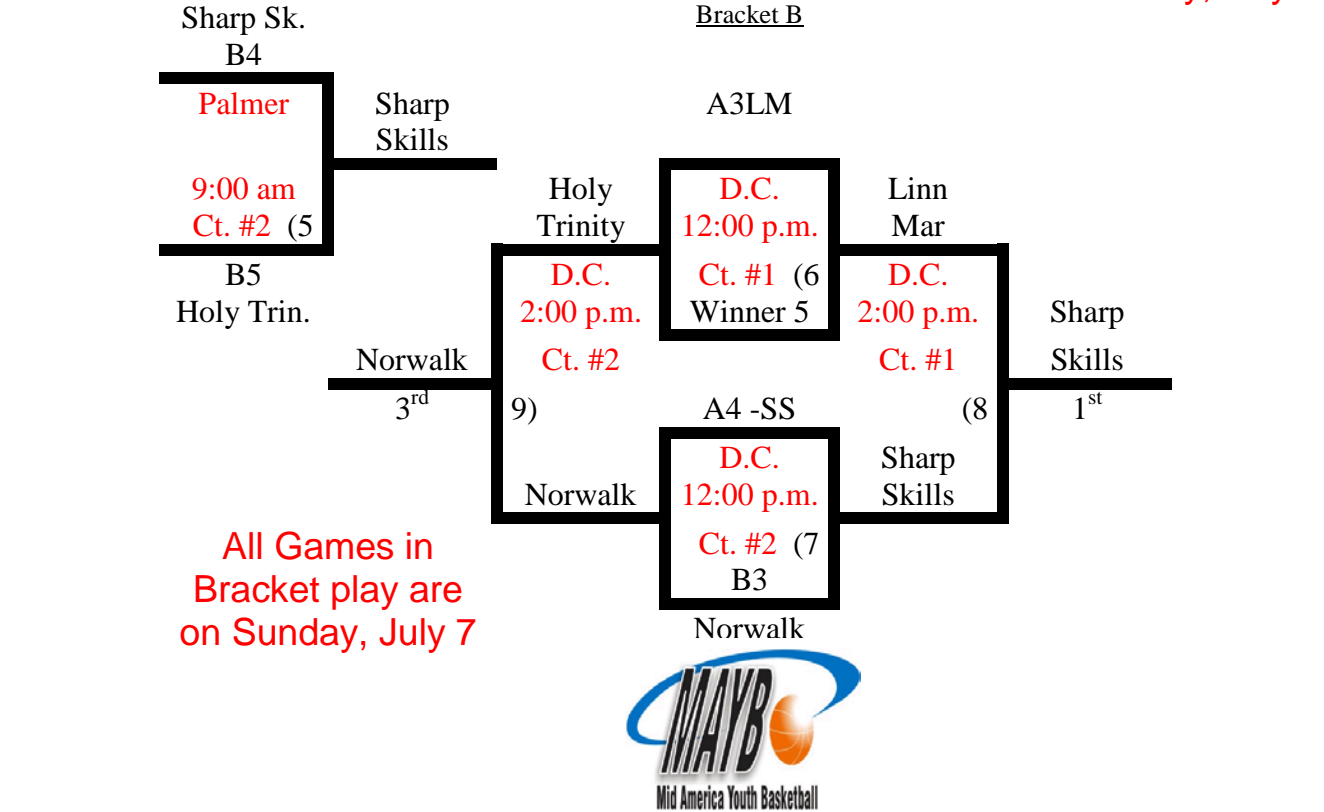 Sharp Sk.
B4
Bracket B
Palmer
Sharp
Skills
A3LM
9:00 am
Ct. #2 (5
Holy
Trinity
D.C.
12:00 p.m.
Linn
Mar
B5
Holy Trin.
D.C.
2:00 p.m.
Ct. #1 (6
Winner 5
D.C.
2:00 p.m.
Sharp
Norwalk
Ct. #2
Ct. #1
Skills
3rd
9)
A4 -SS
(8
1st
D.C.
12:00 p.m.
Sharp
Skills
Norwalk
Ct. #2 (7
B3
Norwalk
All Games in
Bracket play are
on Sunday, July 7
MAYB
Mid America Youth Basketball